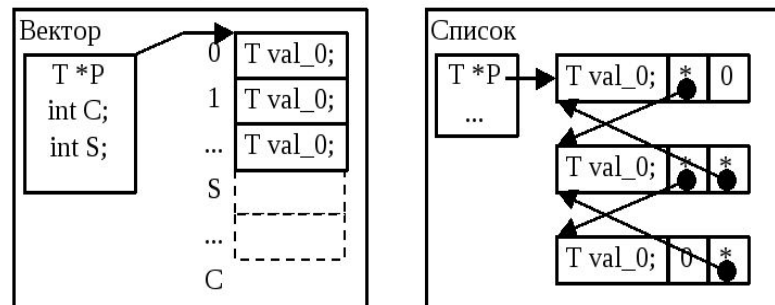 Вектор
T *P
int C;
int S;
0 T val_0;
1 T val_0;
... T val_0;
S
...
C
Список
T *P
...
T val_0; * 0
T val_0; * *
T val_0; 0 *